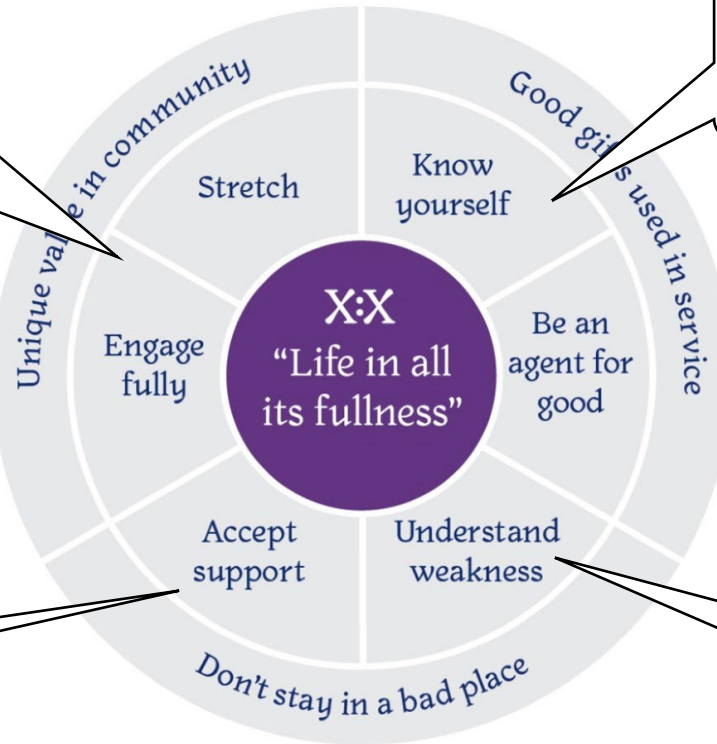 Unique value in community
Good gifts used in service
Stretch
Know
yourself
Engage
fully
X:X
“Life in all
its fullness”
Be an
agent for
good
Accept
support
Understand
weakness
Don't stay in a bad place